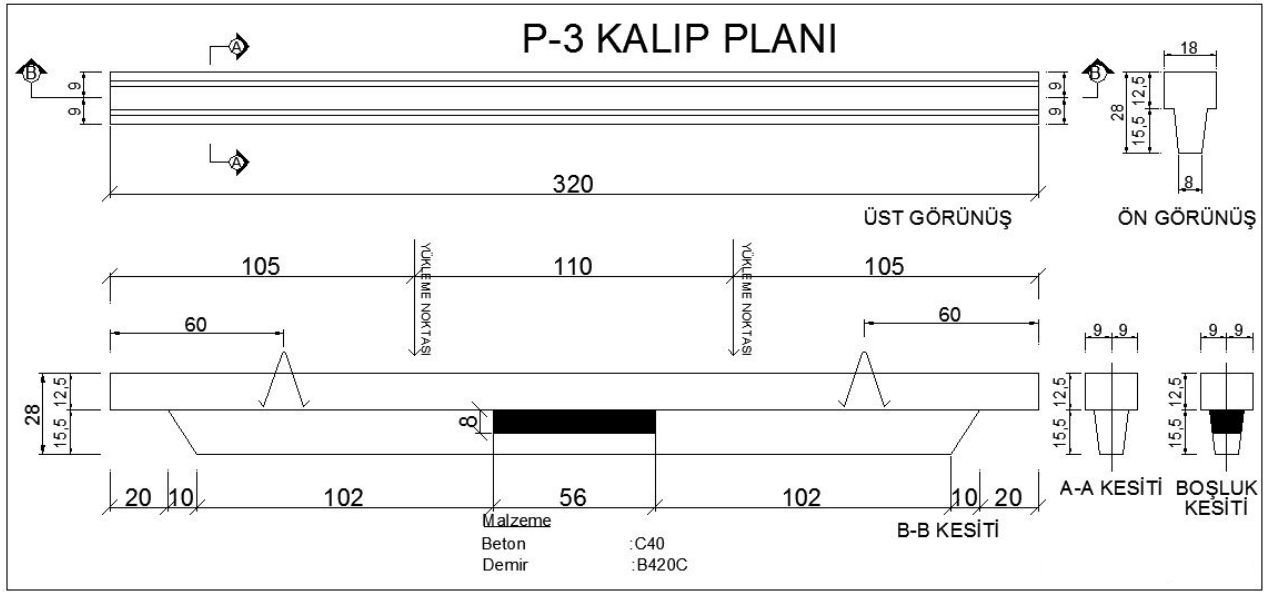 P-3 KALIP PLANI
A
B
B
9
9
9
9
A
320
ÜST GÖRÜNÜŞ
18
28
12,5
15,5
8
ÖN GÖRÜNÜŞ
105
110
105
YÜKLEME NOKTASI
YÜKLEME NOKTASI
60
60
28
12,5
15,5
8
20
10
102
56
102
10
20
B-B KESİTİ
9
9
12,5
15,5
A-A KESİTİ
9
9
12,5
15,5
BOŞLUK
KESİTİ
Malzeme
Beton :C40
Demir :B420C